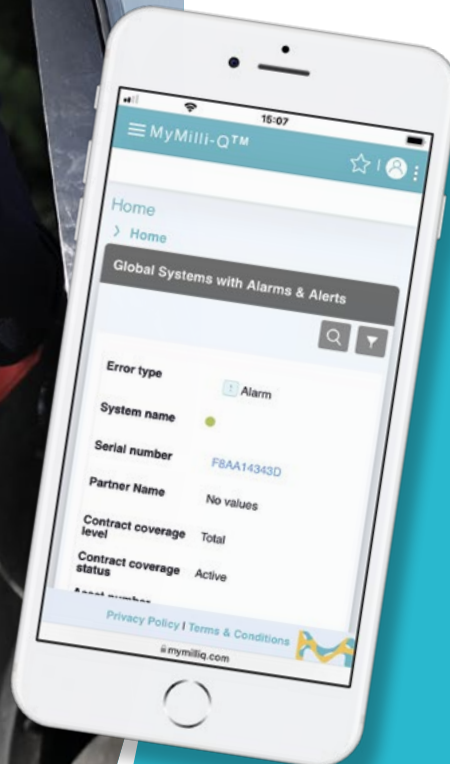 15:07
MyMilli-Q™
Home
Home
Global Systems with Alarms & Alerts
Error type
Alarm
System name
Serial number
F8AA14343D
Partner Name
No values
Contract coverage level
Total
Contract coverage status
Active
Privacy Policy | Terms & Conditions
mymilliq.com